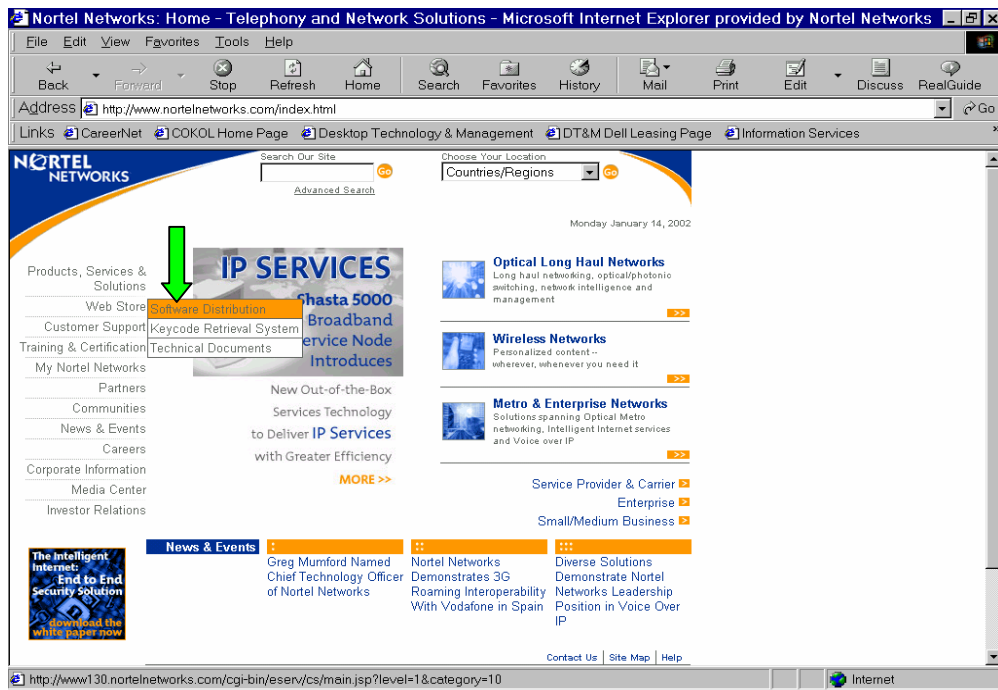 Nortel Networks: Home - Telephony and Network Solutions - Microsoft Internet Explorer provided by Nortel Networks
File Edit View Favorites Tools Help
Back Forward Stop Refresh Home Search Favorites History Mail Print Edit Discuss RealGuide
Address http://www.nortelnetworks.com/index.html Go
Links CareerNet COKOL Home Page Desktop Technology & Management DT&M Dell Leasing Page Information Services »
NORTEL NETWORKS
Search Our Site
Go
Advanced Search
Choose Your Location
Countries/Regions Go
Monday January 14, 2002
Products, Services & Solutions
Web Store
Customer Support
Training & Certification
My Nortel Networks
Partners
Communities
News & Events
Careers
Corporate Information
Media Center
Investor Relations
Software Distribution
Keycode Retrieval System
Technical Documents
IP SERVICES
Shasta 5000
Broadband
ervice Node
Introduces
New Out-of-the-Box
Services Technology
to Deliver IP Services
with Greater Efficiency
MORE >>
Optical Long Haul Networks
Long haul networking, optical/photonic
switching, network intelligence and
management
>>
Wireless Networks
Personalized content --
wherever, whenever you need it
>>
Metro & Enterprise Networks
Solutions spanning Optical Metro
networking, Intelligent Internet services
and Voice over IP
>>
Service Provider & Carrier
Enterprise
Small/Medium Business
The Intelligent
Internet:
End to End
Security Solution
download the
white paper now
News & Events
Greg Mumford Named
Chief Technology Officer
of Nortel Networks
Nortel Networks
Demonstrates 3G
Roaming Interoperability
With Vodafone in Spain
Diverse Solutions
Demonstrate Nortel
Networks Leadership
Position in Voice Over
IP
Contact Us | Site Map | Help
http://www130.nortelnetworks.com/cgi-bin/eserv/cs/main.jsp?level=1&category=10 Internet